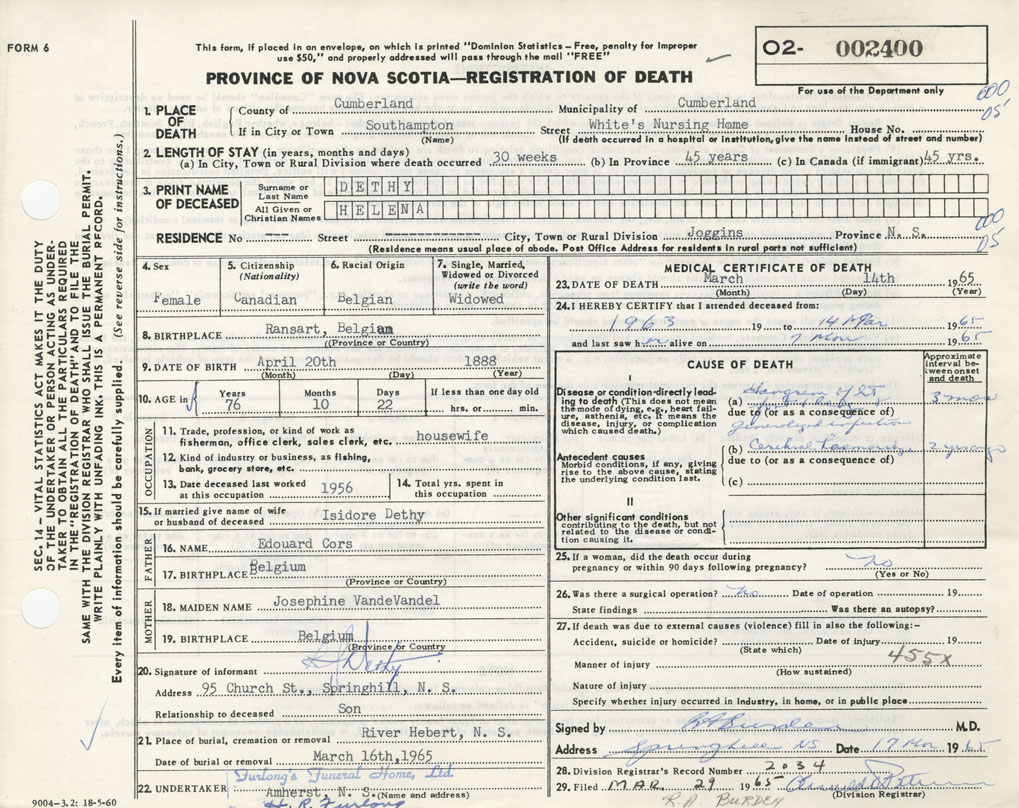 FORM 6
This form, if placed in an envelope, on which is printed "Dominion Statistics – Free, penalty for improper
use $50," and properly addressed will pass through the mail "FREE"
PROVINCE OF NOVA SCOTIA—REGISTRATION OF DEATH
O2- 002400
For use of the Department only
000
05
SEC. 14 – VITAL STATISTICS ACT MAKES IT THE DUTY
OF THE UNDERTAKER OR PERSON ACTING AS UNDER-
TAKER TO OBTAIN ALL THE PARTICULARS REQUIRED
IN THE "REGISTRATION OF DEATH" AND TO FILE THE
SAME WITH THE DIVISION REGISTRAR WHO SHALL ISSUE THE BURIAL PERMIT.
WRITE PLAINLY WITH UNFADING INK. THIS IS A PERMANENT RECORD.
Every item of information should be carefully supplied. (See reverse side for instructions.)
1. PLACE OF DEATH County of Cumberland Municipality of Cumberland
If in City or Town Southampton Street White's Nursing Home House No.
(Name) (If death occurred in a hospital or institution, give the name instead of street and number)
2. LENGTH OF STAY (in years, months and days)
(a) In City, Town or Rural Division where death occurred 30 weeks (b) In Province 45 years (c) In Canada (if immigrant) 45 yrs.
3. PRINT NAME OF DECEASED Surname or Last Name DETHY
All Given or Christian Names HELENA
000
05
RESIDENCE No --- Street ---------- City, Town or Rural Division Joggins Province N. S.
(Residence means usual place of abode. Post Office Address for residents in rural parts not sufficient)
4. Sex Female
5. Citizenship (Nationality) Canadian
6. Racial Origin Belgian
7. Single, Married, Widowed or Divorced (write the word) Widowed
8. BIRTHPLACE Ransart, Belgium
(Province or Country)
9. DATE OF BIRTH April 20th 1888
(Month) (Day) (Year)
10. AGE in Years 76 Months 10 Days 22 If less than one day old
hrs. or min.
OCCUPATION
11. Trade, profession, or kind of work as
fisherman, office clerk, sales clerk, etc. housewife
12. Kind of industry or business, as fishing,
bank, grocery store, etc.
13. Date deceased last worked
at this occupation 1956
14. Total yrs. spent in
this occupation
15. If married give name of wife
or husband of deceased Isidore Dethy
FATHER
16. NAME Edouard Cors
17. BIRTHPLACE Belgium
(Province or Country)
MOTHER
18. MAIDEN NAME Josephine VandeVandel
19. BIRTHPLACE Belgium
(Province or Country
20. Signature of informant Dethy
Address 95 Church St., Springhill, N. S.
Relationship to deceased Son
21. Place of burial, cremation or removal River Hebert, N. S.
Date of burial or removal March 16th, 1965
22. UNDERTAKER Furlong's Funeral Home, Ltd.
Amherst, N. S. (Name and address)
H. R. Furlong
9004–3.2: 18-5-60
MEDICAL CERTIFICATE OF DEATH
23. DATE OF DEATH March 14th 1965
(Month) (Day) (Year)
24. I HEREBY CERTIFY that I attended deceased from:
1963 19 to 14 Mar 1965
and last saw her alive on 7 Mar 1965
CAUSE OF DEATH
Approximate interval between onset and death
I
Disease or condition directly leading to death (This does not mean the mode of dying, e.g., heart failure, asthenia, etc. It means the disease, injury, or complication which caused death.)
(a) Gangrene of Lt 3 mos
due to (or as a consequence of)
generalized infection
Antecedent causes
Morbid conditions, if any, giving rise to the above cause, stating the underlying condition last.
(b) Cerebral
due to (or as a consequence of)
(c)
II
Other significant conditions
contributing to the death, but not related to the disease or condition causing it.
25. If a woman, did the death occur during
pregnancy or within 90 days following pregnancy? No
(Yes or No)
26. Was there a surgical operation? No Date of operation 19
State findings Was there an autopsy?
27. If death was due to external causes (violence) fill in also the following:–
Accident, suicide or homicide? Date of injury 19
(State which)
455X
Manner of injury
(How sustained)
Nature of injury
Specify whether injury occurred in industry, in home, or in public place
Signed by M.D.
Address Springhill NS Date 17 Mar 1965
28. Division Registrar's Record Number 2034
29. Filed MAR. 29 1965
(Division Registrar)
R.A. BURDEN